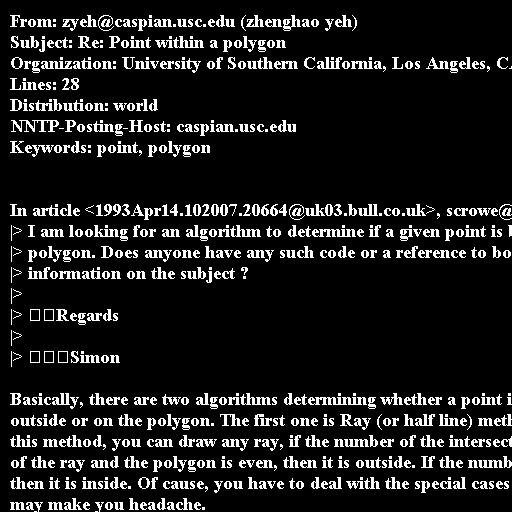 From: zyeh@caspian.usc.edu (zhenghao yeh)
Subject: Re: Point within a polygon
Organization: University of Southern California, Los Angeles, CA
Lines: 28
Distribution: world
NNTP-Posting-Host: caspian.usc.edu
Keywords: point, polygon
In article <1993Apr14.102007.20664@uk03.bull.co.uk>, scrowe@
|> I am looking for an algorithm to determine if a given point is
|> polygon. Does anyone have any such code or a reference to bo
|> information on the subject ?
|>
|> □□Regards
|>
|> □□□Simon
Basically, there are two algorithms determining whether a point i
outside or on the polygon. The first one is Ray (or half line) meth
this method, you can draw any ray, if the number of the intersect
of the ray and the polygon is even, then it is outside. If the numb
then it is inside. Of cause, you have to deal with the special cases
may make you headache.